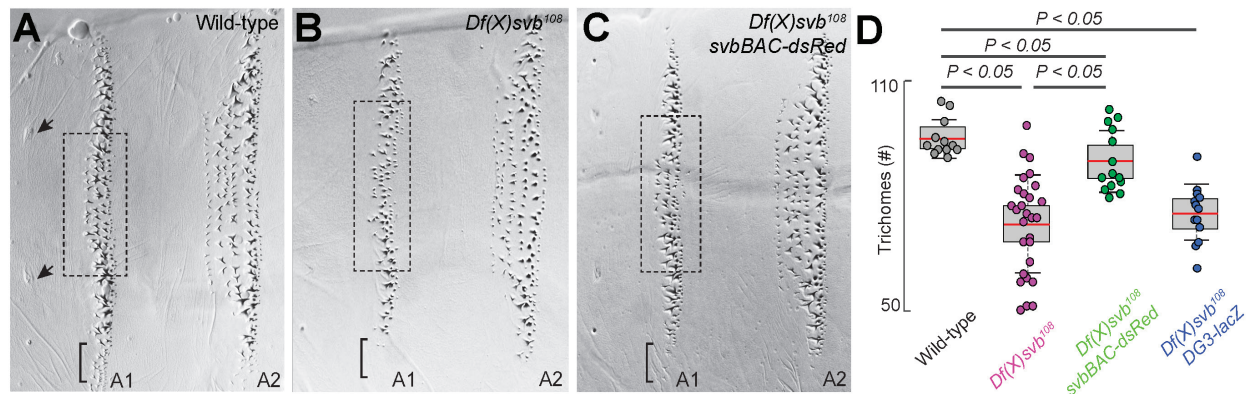 A
Wild-type
A1
A2
B
Df(X)svb108
A1
A2
C
Df(X)svb108
svbBAC-dsRed
A1
A2
D
P < 0.05
P < 0.05
P < 0.05 P < 0.05
110
Trichomes (#)
50
Wild-type
Df(X)svb108
Df(X)svb108
svbBAC-dsRed
Df(X)svb108
DG3-lacZ